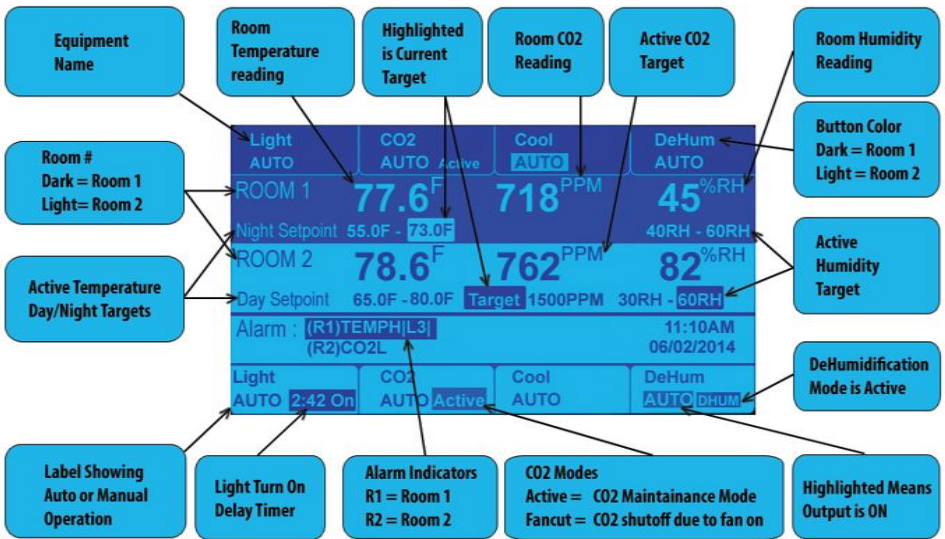 Equipment
Name
Room
Temperature
reading
Highlighted
is Current
Target
Room CO2
Reading
Active CO2
Target
Room Humidity
Reading
Room #
Dark = Room 1
Light= Room 2
Button Color
Dark = Room 1
Light = Room 2
Active Temperature
Day/Night Targets
Active
Humidity
Target
Light CO2 Cool DeHum
AUTO AUTO Active AUTO AUTO
ROOM 1 77.6F 718PPM 45%RH
Night Setpoint 55.0F - 73.0F 40RH - 60RH
ROOM 2 78.6F 762PPM 82%RH
Day Setpoint 65.0F - 80.0F Target 1500PPM 30RH - 60RH
Alarm : (R1)TEMPH|L3| 11:10AM
(R2)CO2L 06/02/2014
Light CO2 Cool DeHum
AUTO 2:42 On AUTO Active AUTO AUTO DHUM
DeHumidification
Mode is Active
Label Showing
Auto or Manual
Operation
Light Turn On
Delay Timer
Alarm Indicators
R1 = Room 1
R2 = Room 2
CO2 Modes
Active = CO2 Maintainance Mode
Fancut = CO2 shutoff due to fan on
Highlighted Means
Output is ON